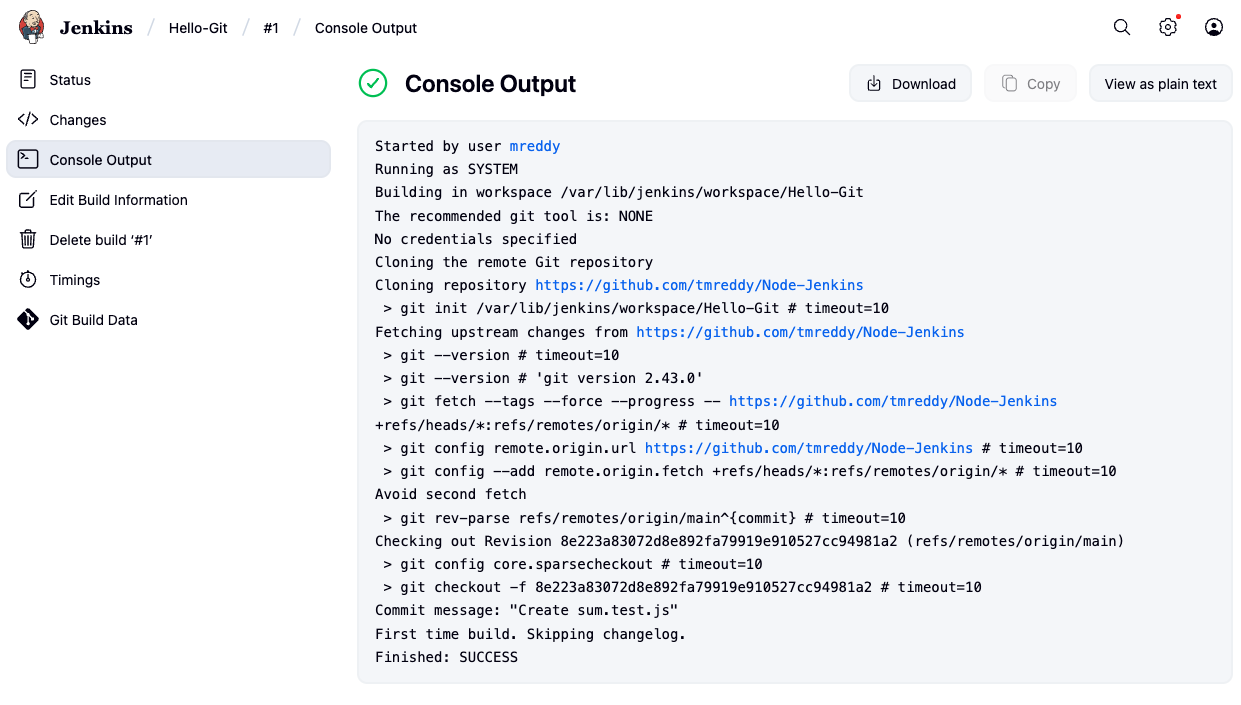 Jenkins / Hello-Git / #1 / Console Output
Status
Changes
Console Output
Edit Build Information
Delete build ‘#1’
Timings
Git Build Data
Console Output
Download
Copy
View as plain text
Started by user mreddy
Running as SYSTEM
Building in workspace /var/lib/jenkins/workspace/Hello-Git
The recommended git tool is: NONE
No credentials specified
Cloning the remote Git repository
Cloning repository https://github.com/tmreddy/Node-Jenkins
 > git init /var/lib/jenkins/workspace/Hello-Git # timeout=10
Fetching upstream changes from https://github.com/tmreddy/Node-Jenkins
 > git --version # timeout=10
 > git --version # 'git version 2.43.0'
 > git fetch --tags --force --progress -- https://github.com/tmreddy/Node-Jenkins
+refs/heads/*:refs/remotes/origin/* # timeout=10
 > git config remote.origin.url https://github.com/tmreddy/Node-Jenkins # timeout=10
 > git config --add remote.origin.fetch +refs/heads/*:refs/remotes/origin/* # timeout=10
Avoid second fetch
 > git rev-parse refs/remotes/origin/main^{commit} # timeout=10
Checking out Revision 8e223a83072d8e892fa79919e910527cc94981a2 (refs/remotes/origin/main)
 > git config core.sparsecheckout # timeout=10
 > git checkout -f 8e223a83072d8e892fa79919e910527cc94981a2 # timeout=10
Commit message: "Create sum.test.js"
First time build. Skipping changelog.
Finished: SUCCESS